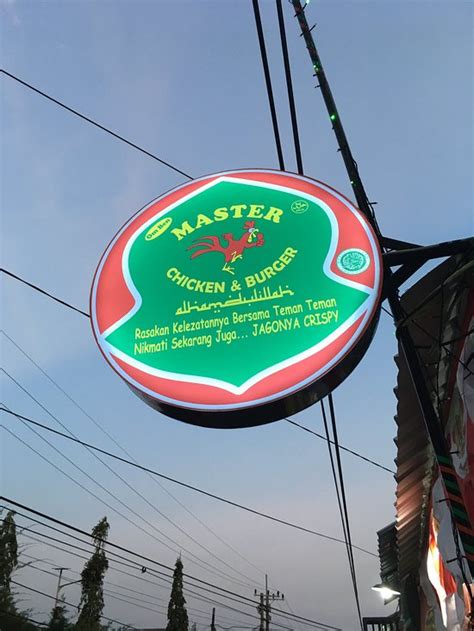 MASTER
CHICKEN & BURGER
alhamdulillah
Rasakan Kelezatannya Bersama Teman Teman
Nikmati Sekarang Juga... JAGONYA CRISPY